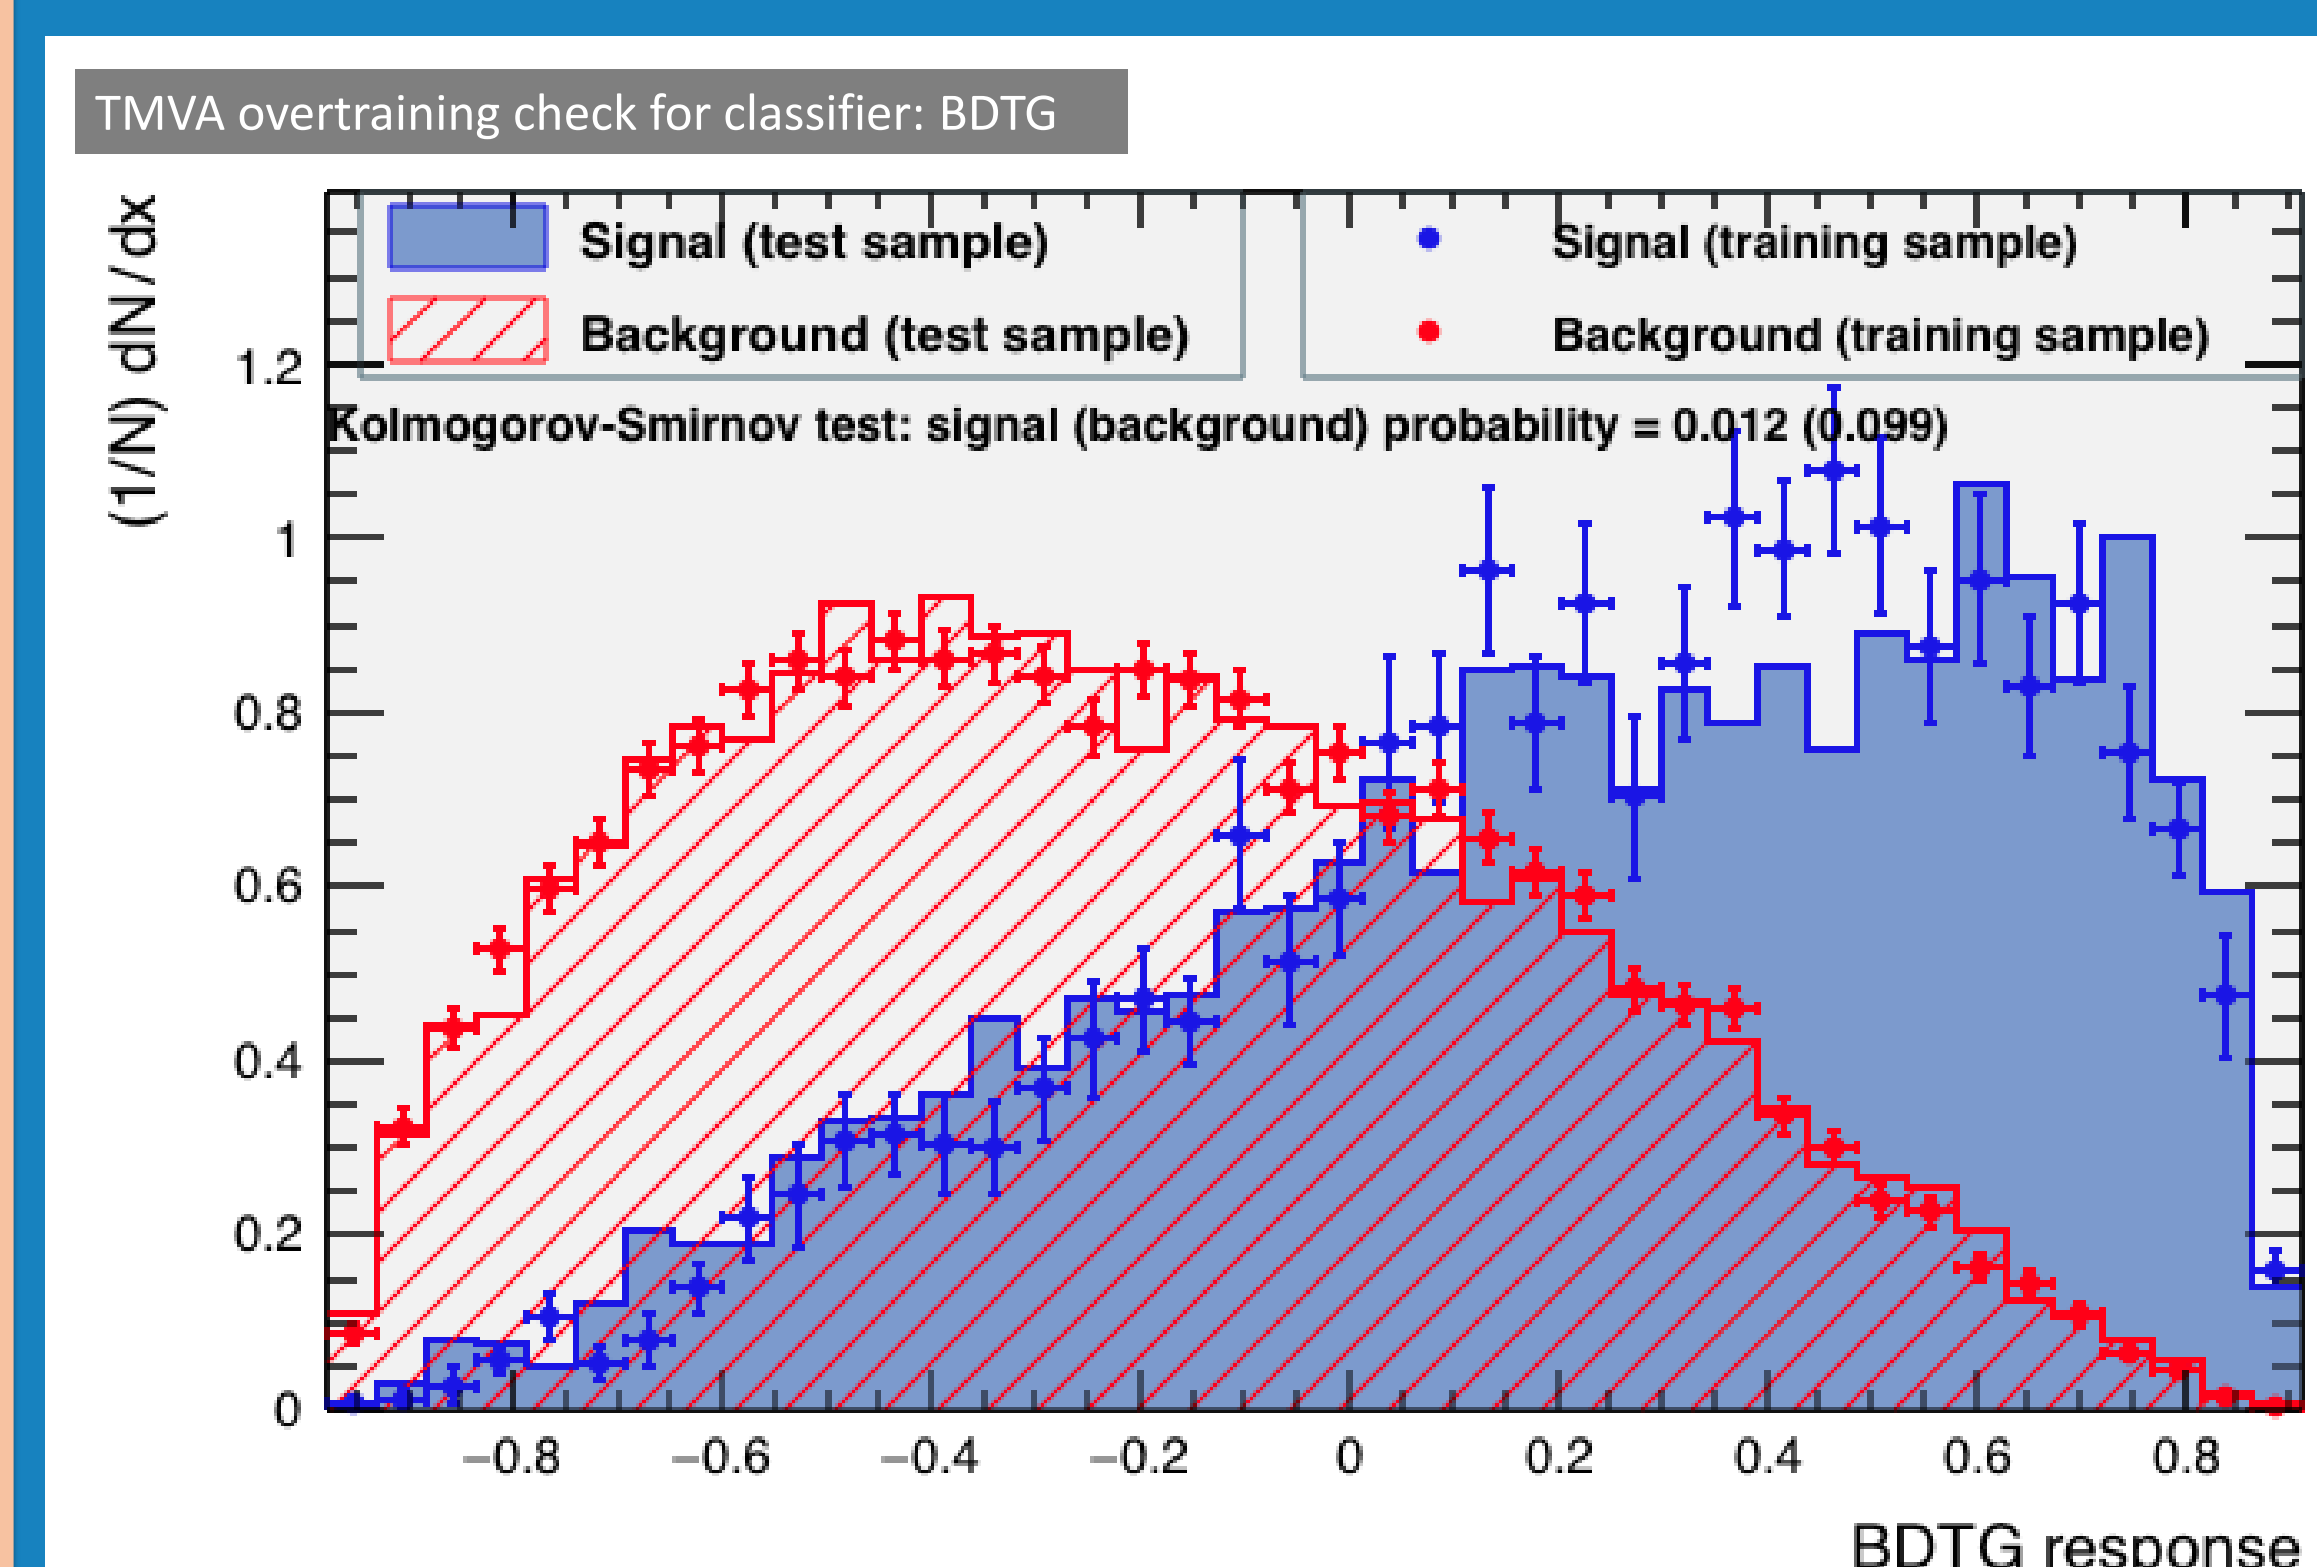 TMVA overtraining check for classifier: BDTG
(1/N) dN/dx
Signal (test sample)
Background (test sample)
Signal (training sample)
Background (training sample)
Kolmogorov-Smirnov test: signal (background) probability = 0.012 (0.099)
1.2
1
0.8
0.6
0.4
0.2
0
−0.8 −0.6 −0.4 −0.2 0 0.2 0.4 0.6 0.8
BDTG response